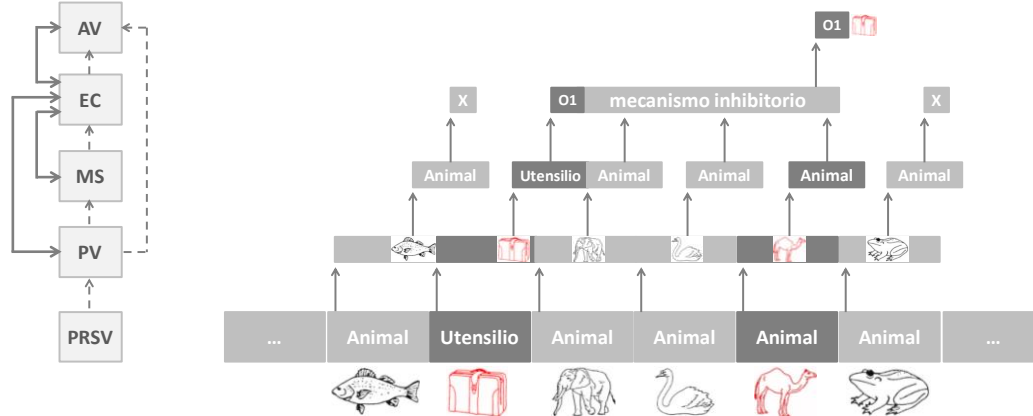 AV
EC
MS
PV
PRSV
O1
X
O1
mecanismo inhibitorio
X
Animal
Utensilio
Animal
Animal
Animal
Animal
...
Animal
Utensilio
Animal
Animal
Animal
Animal
...